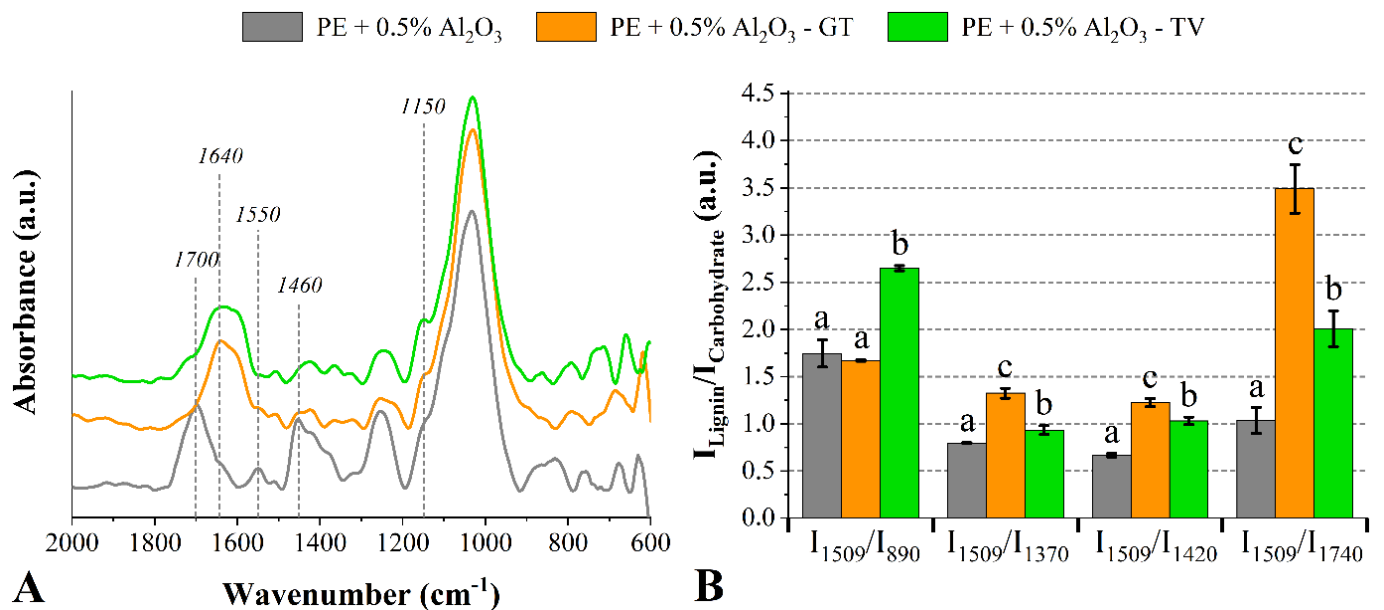 PE + 0.5% Al₂O₃ PE + 0.5% Al₂O₃ - GT PE + 0.5% Al₂O₃ - TV
Absorbance (a.u.)
1700
1640
1550
1460
1150
2000 1800 1600 1400 1200 1000 800 600
Wavenumber (cm⁻¹)
A
I_Lignin/I_Carbohydrate (a.u.)
4.5
4.0
3.5
3.0
2.5
2.0
1.5
1.0
0.5
0.0
a a b
a c b
a c b
a c b
I₁₅₀₉/I₈₉₀ I₁₅₀₉/I₁₃₇₀ I₁₅₀₉/I₁₄₂₀ I₁₅₀₉/I₁₇₄₀
B